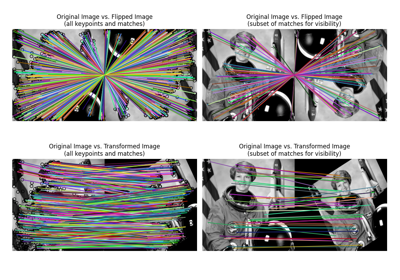 Original Image vs. Flipped Image
(all keypoints and matches)
Original Image vs. Flipped Image
(subset of matches for visibility)
Original Image vs. Transformed Image
(all keypoints and matches)
Original Image vs. Transformed Image
(subset of matches for visibility)